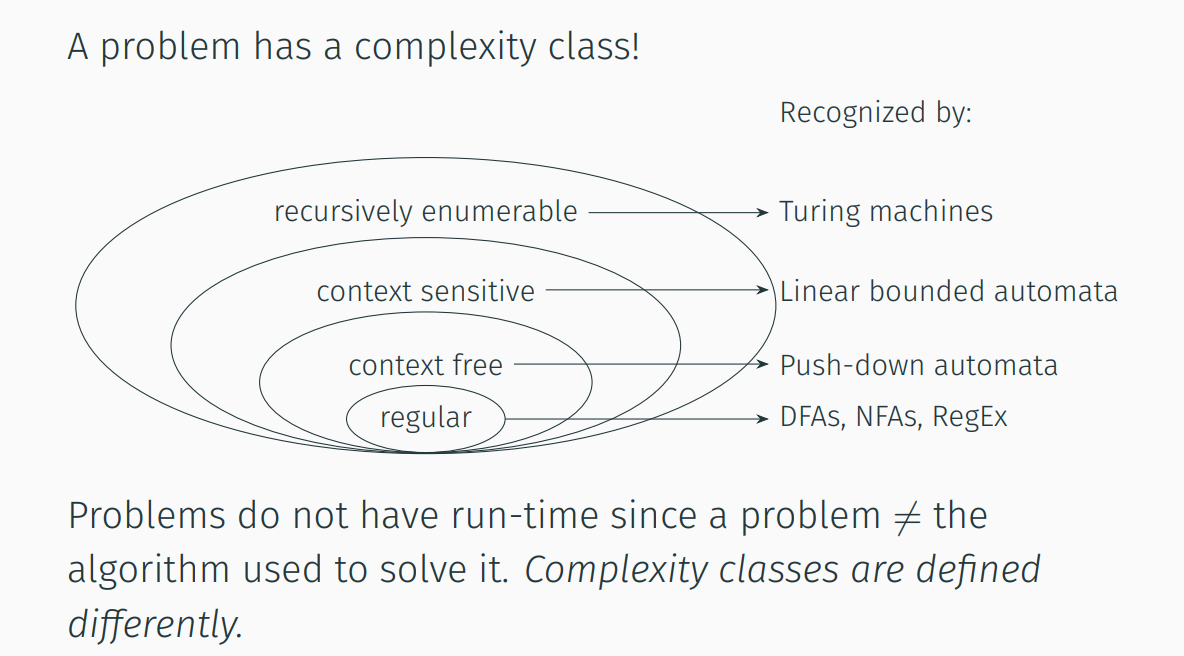 A problem has a complexity class!
Recognized by:
recursively enumerable
Turing machines
context sensitive
Linear bounded automata
context free
Push-down automata
regular
DFAs, NFAs, RegEx
Problems do not have run-time since a problem ≠ the
algorithm used to solve it. Complexity classes are defined
differently.